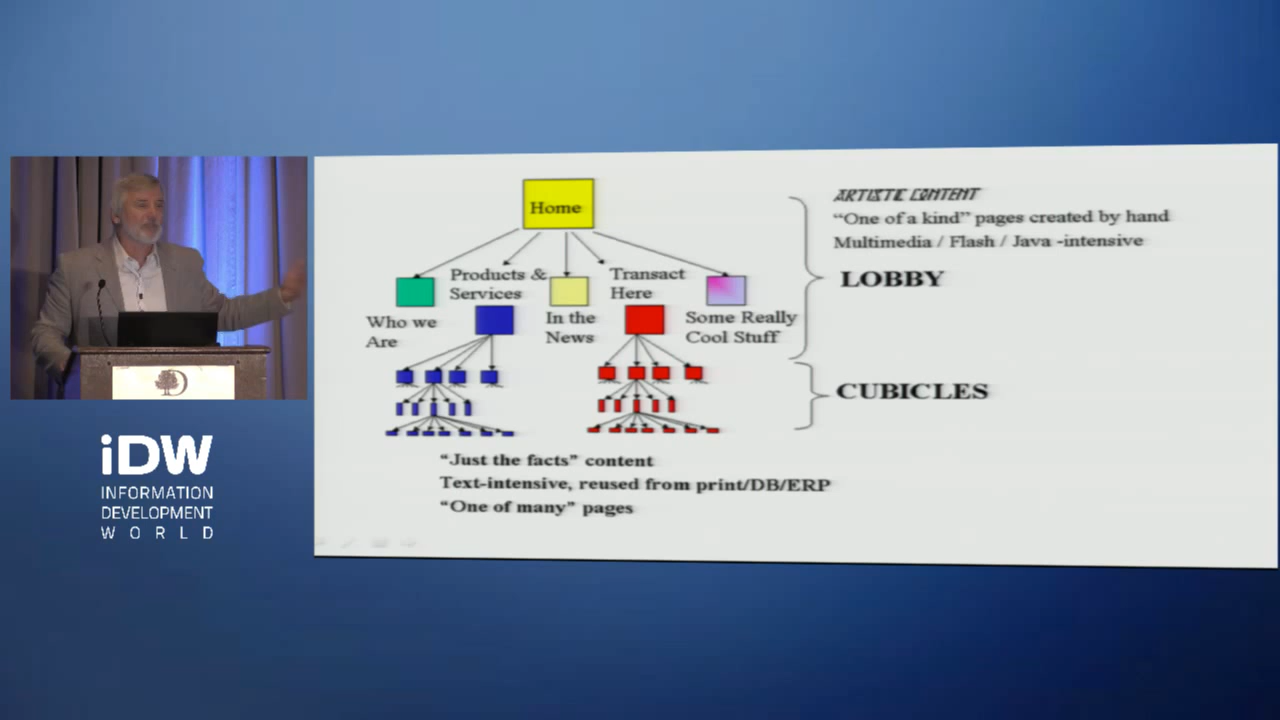 Home
Products &
Services
Transact
Here
Who we
Are
In the
News
Some Really
Cool Stuff
ARTISTIC CONTENT
“One of a kind” pages created by hand
Multimedia / Flash / Java -intensive
LOBBY
CUBICLES
“Just the facts” content
Text-intensive, reused from print/DB/ERP
“One of many” pages
D
iDW
INFORMATION
DEVELOPMENT
WORLD